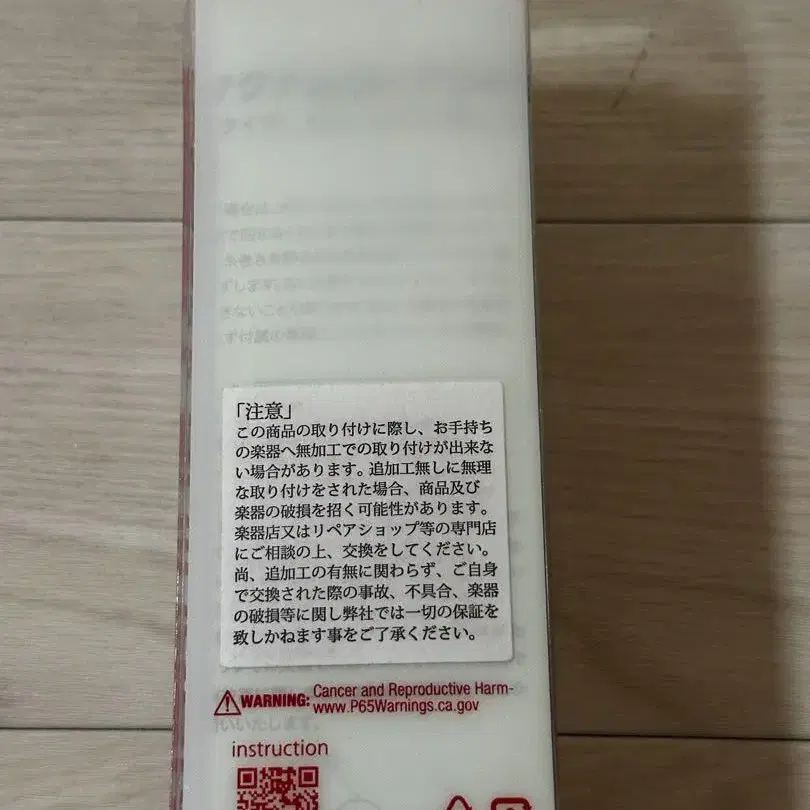 「注意」
この商品の取り付けに際し、お手持ち
の楽器へ無加工での取り付けが出来な
い場合があります。追加工無しに無理
な取り付けをされた場合、商品及び
楽器の破損を招く可能性があります。
楽器店又はリペアショップ等の専門店
にご相談の上、交換をしてください。
尚、追加工の有無に関わらず、ご自身
で交換された際の事故、不具合、楽器
の破損等に関し弊社では一切の保証を
致しかねます事をご了承ください。
WARNING: Cancer and Reproductive Harm-
www.P65Warnings.ca.gov
instruction